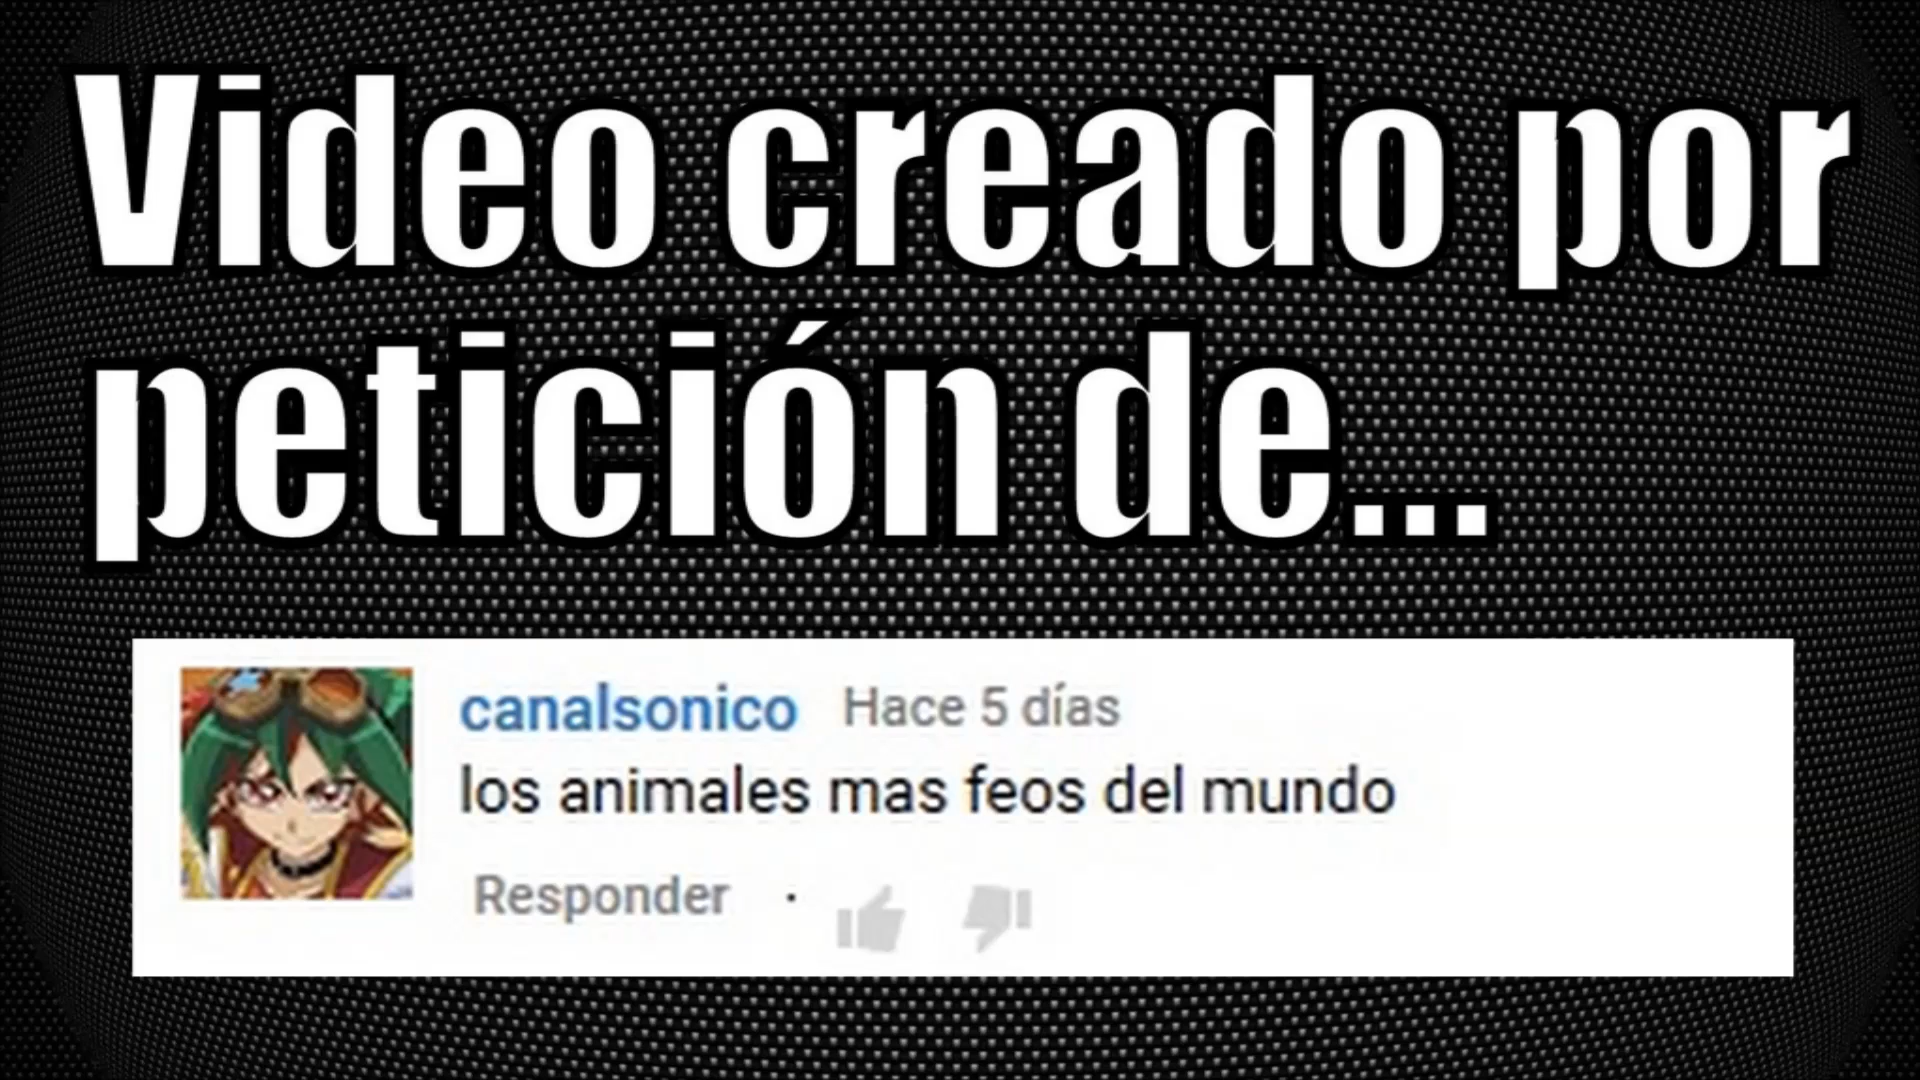 Video creado por
petición de...
canalsonico Hace 5 días
los animales mas feos del mundo
Responder ·